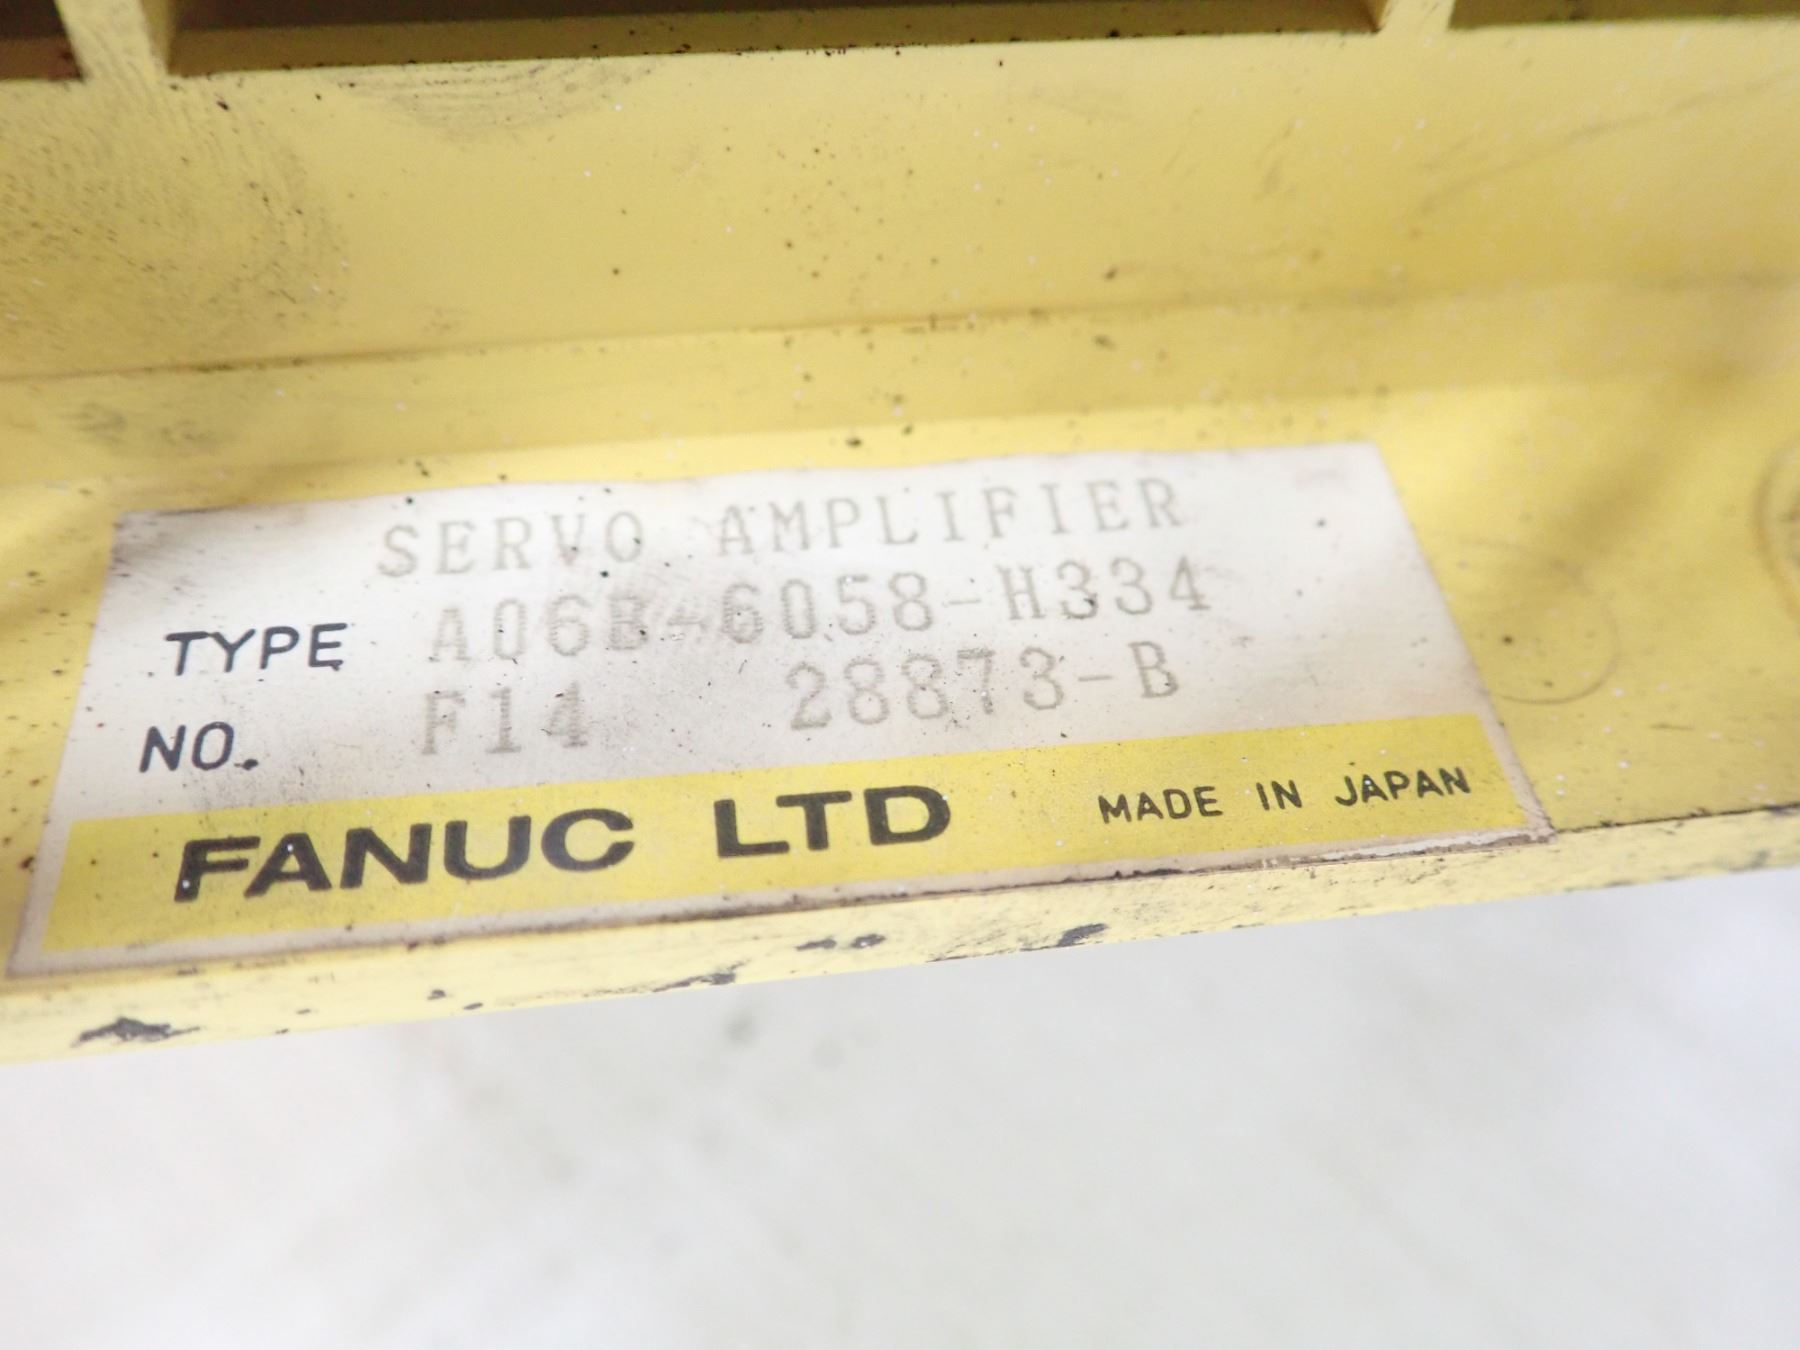 SERVO AMPLIFIER
TYPE A06B-6058-H334
NO. F14 28873-B
FANUC LTD MADE IN JAPAN